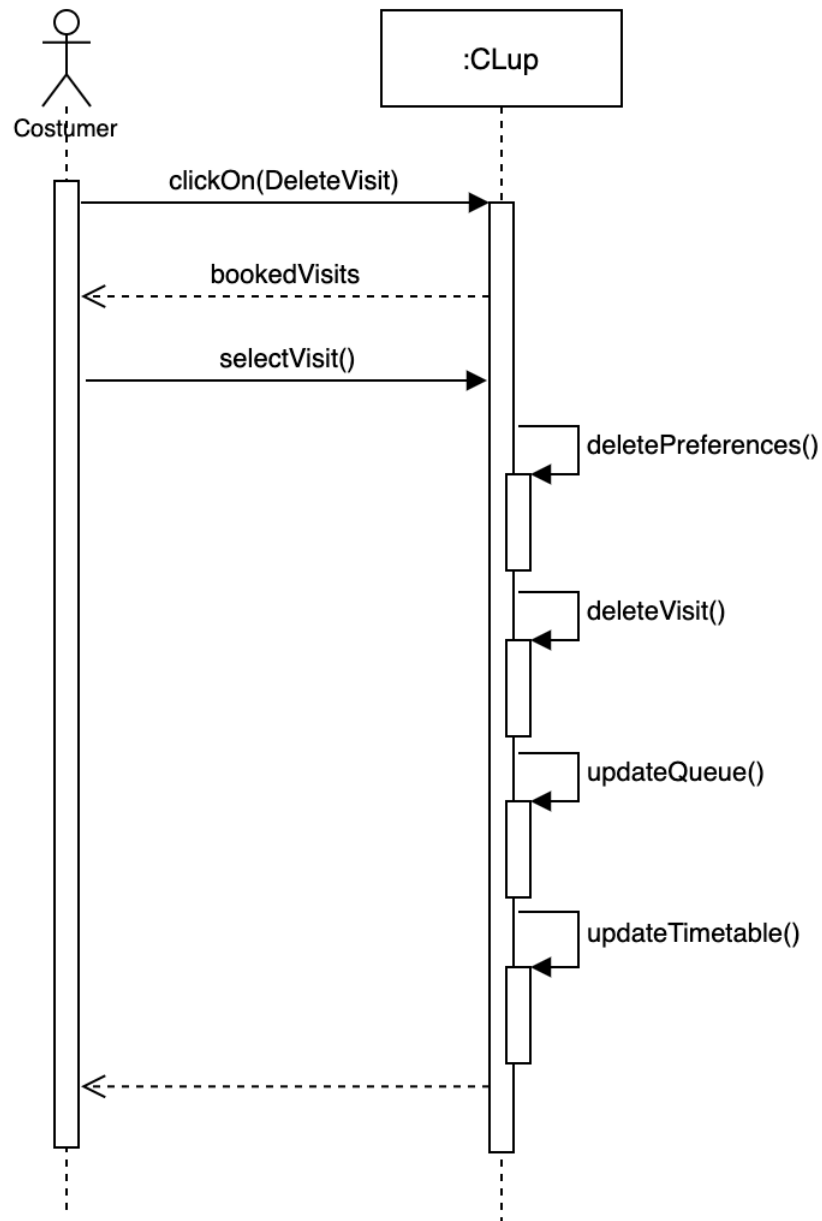 :CLup
Costumer
clickOn(DeleteVisit)
bookedVisits
selectVisit()
deletePreferences()
deleteVisit()
updateQueue()
updateTimetable()